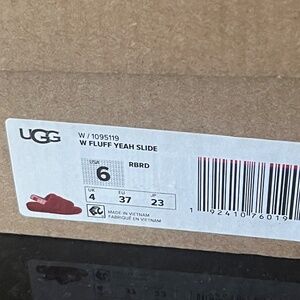 UGG
W / 1095119
W FLUFF YEAH SLIDE
USA
6
RBRD
UK
4
EU
37
JP
23
MADE IN VIETNAM
FABRIQUÉ EN VIETNAM
1 92410 76019